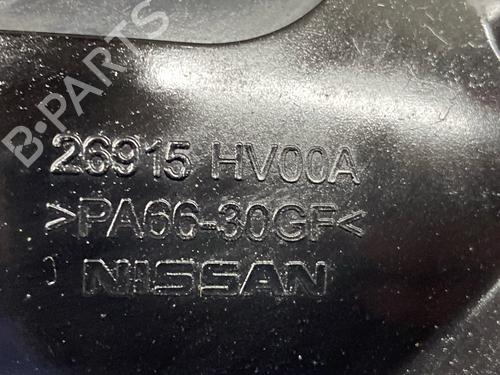 B-PARTS
26915 HV00A
>PA66-30GF<
NISSAN